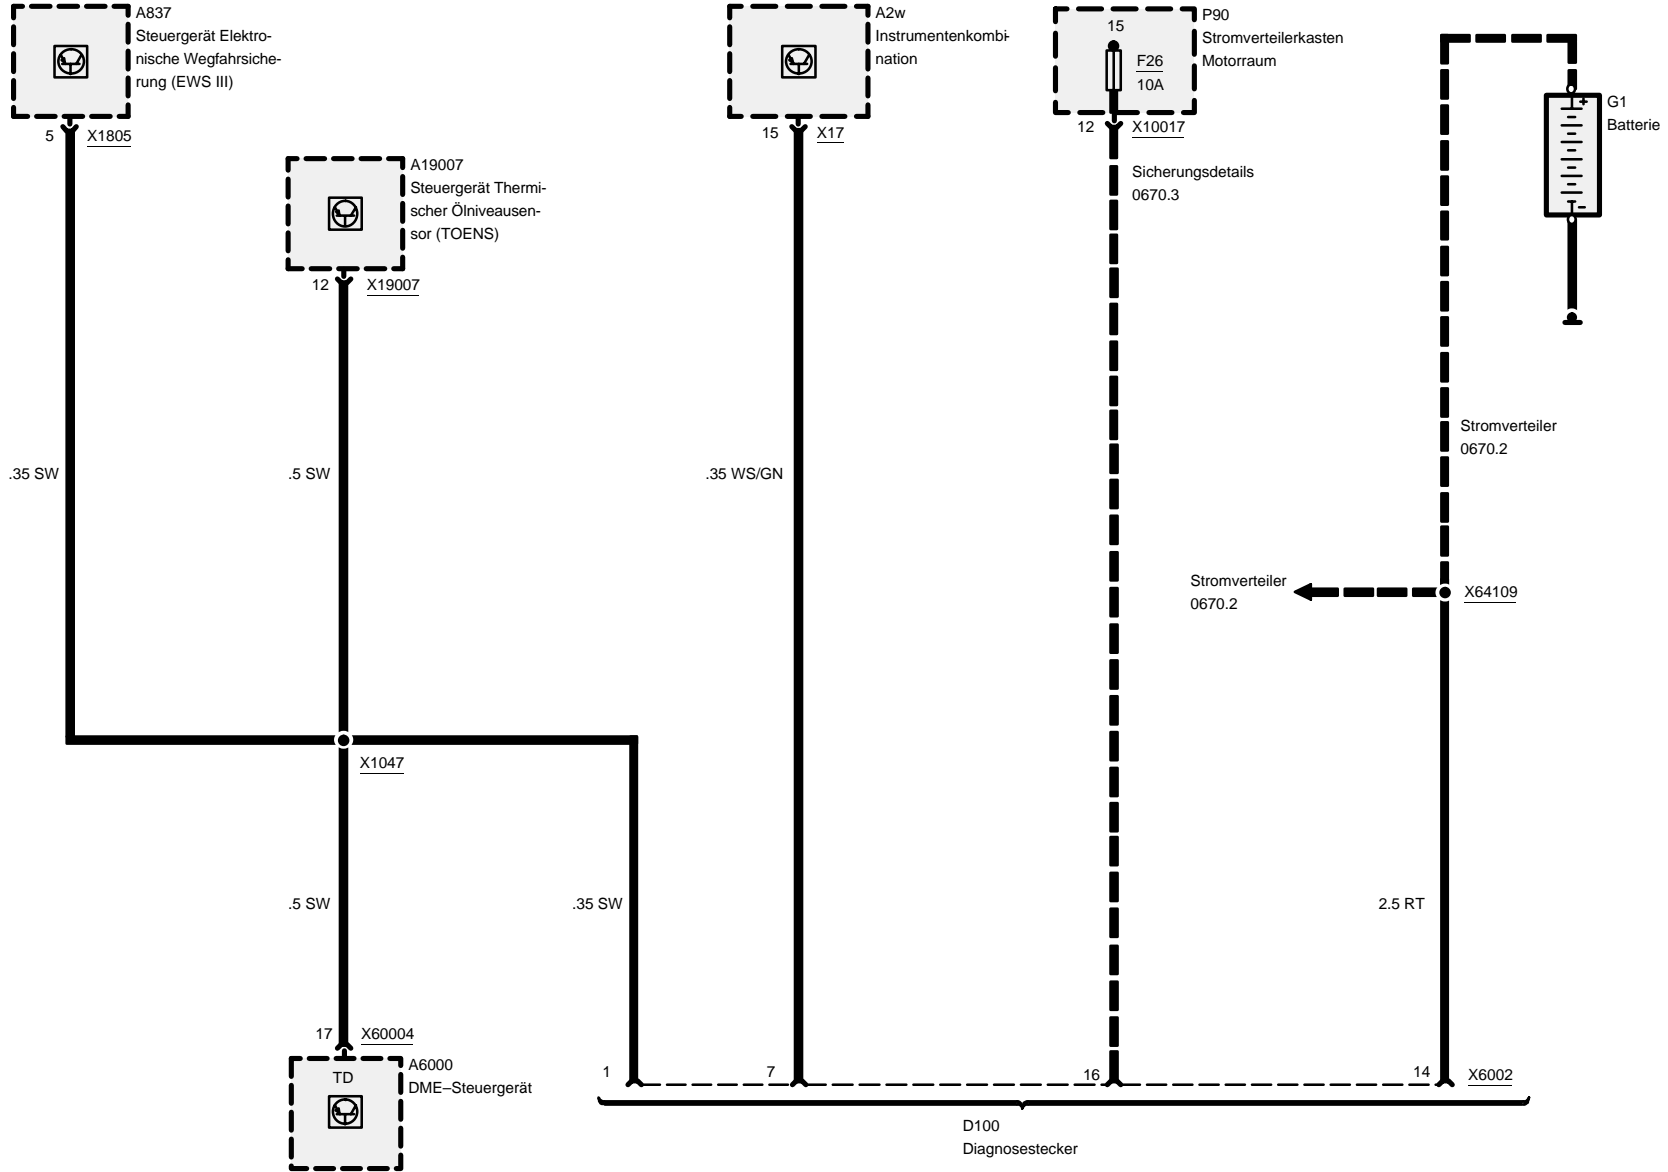 A837
Steuergerät Elektro-
nische Wegfahrsiche-
rung (EWS III)
5
X1805
A19007
Steuergerät Thermi-
scher Ölniveausen-
sor (TOENS)
12
X19007
A2w
Instrumentenkombi-
nation
15
X17
P90
Stromverteilerkasten
Motorraum
15
F26
10A
12
X10017
Sicherungsdetails
0670.3
G1
Batterie
+
-
Stromverteiler
0670.2
.35 SW
.5 SW
.35 WS/GN
Stromverteiler
0670.2
X64109
X1047
.5 SW
.35 SW
2.5 RT
17
X60004
A6000
DME–Steuergerät
TD
1
7
16
14
X6002
D100
Diagnosestecker